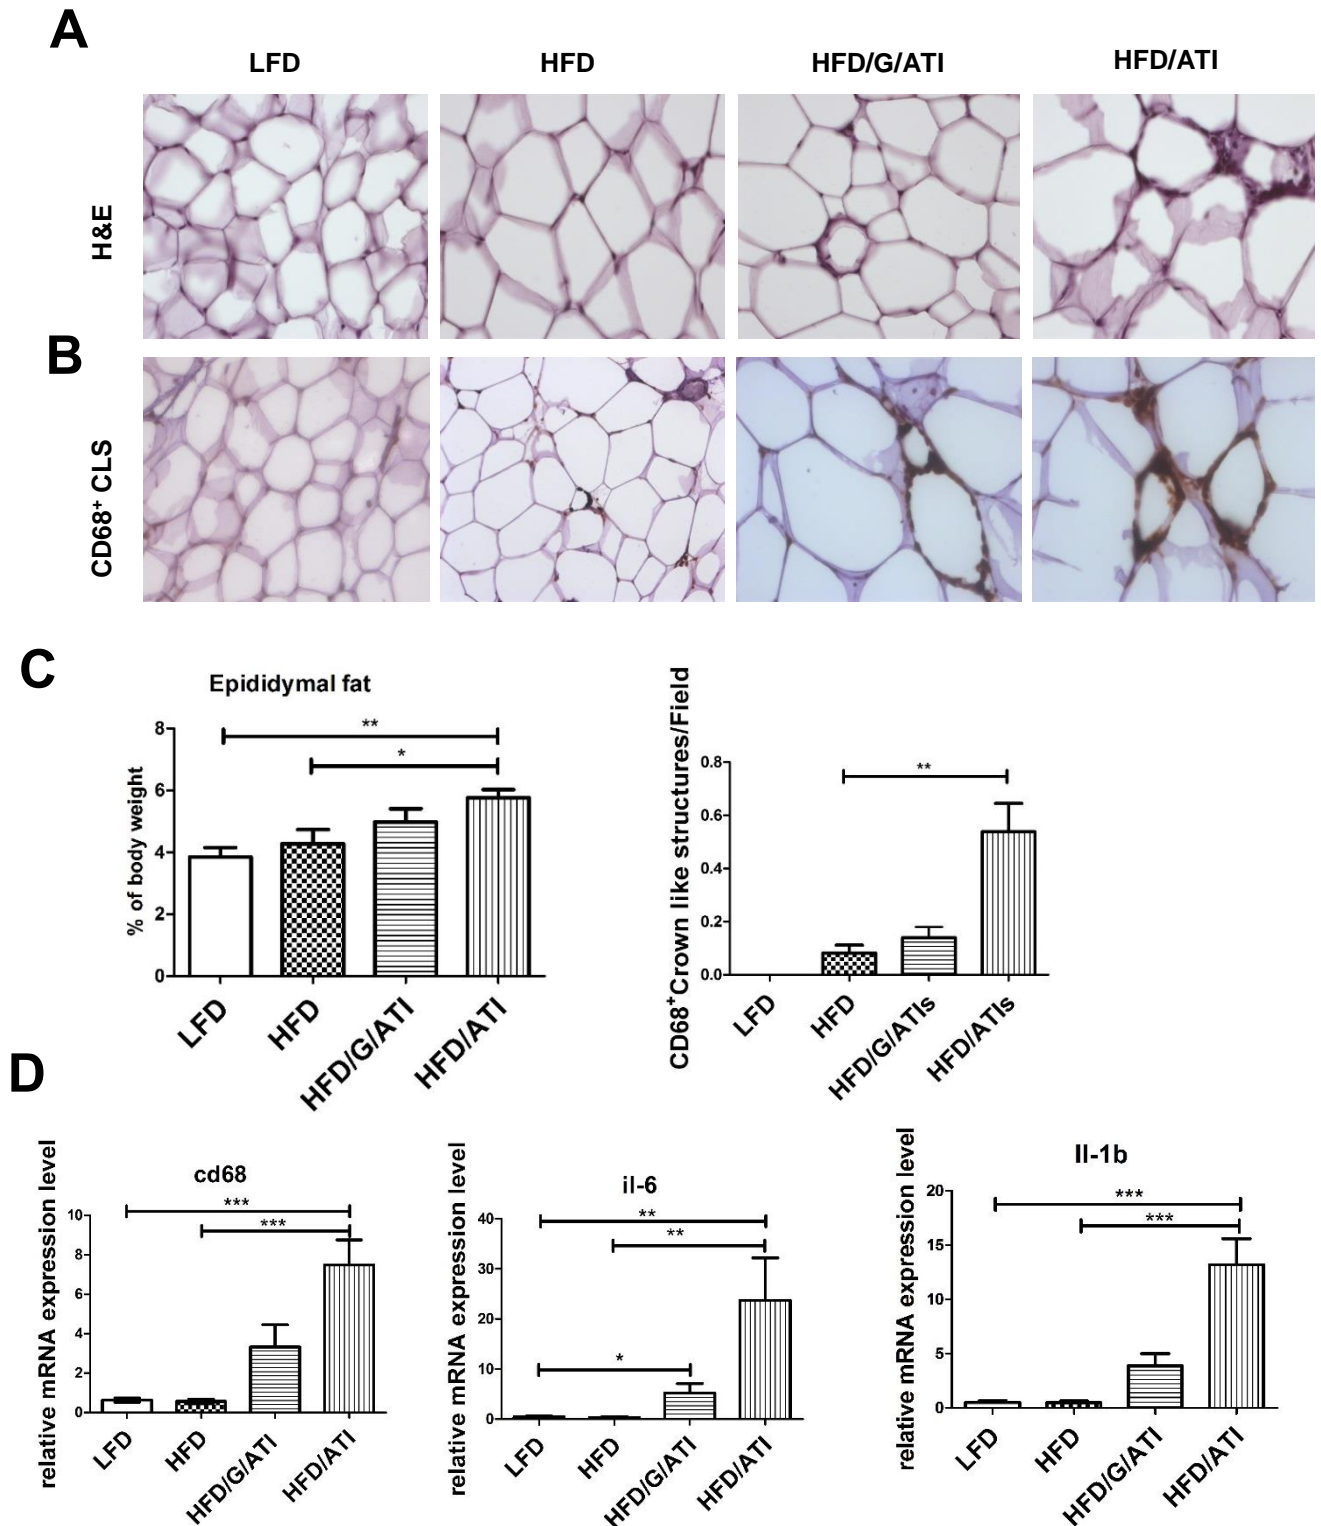 A
LFD HFD HFD/G/ATI HFD/ATI
H&E
B
CD68+ CLS
C
Epididymal fat
**
*
% of body weight
8
6
4
2
0
LFD HFD HFD/G/ATI HFD/ATI
CD68+Crown like structures/Field
**
0.8
0.6
0.4
0.2
0.0
LFD HFD HFD/G/ATIs HFD/ATIs
D
cd68
***
***
relative mRNA expression level
10
8
6
4
2
0
LFD HFD HFD/G/ATI HFD/ATI
il-6
**
**
*
relative mRNA expression level
40
30
20
10
0
LFD HFD HFD/G/ATI HFD/ATI
Il-1b
***
***
relative mRNA expression level
20
15
10
5
0
LFD HFD HFD/G/ATI HFD/ATI